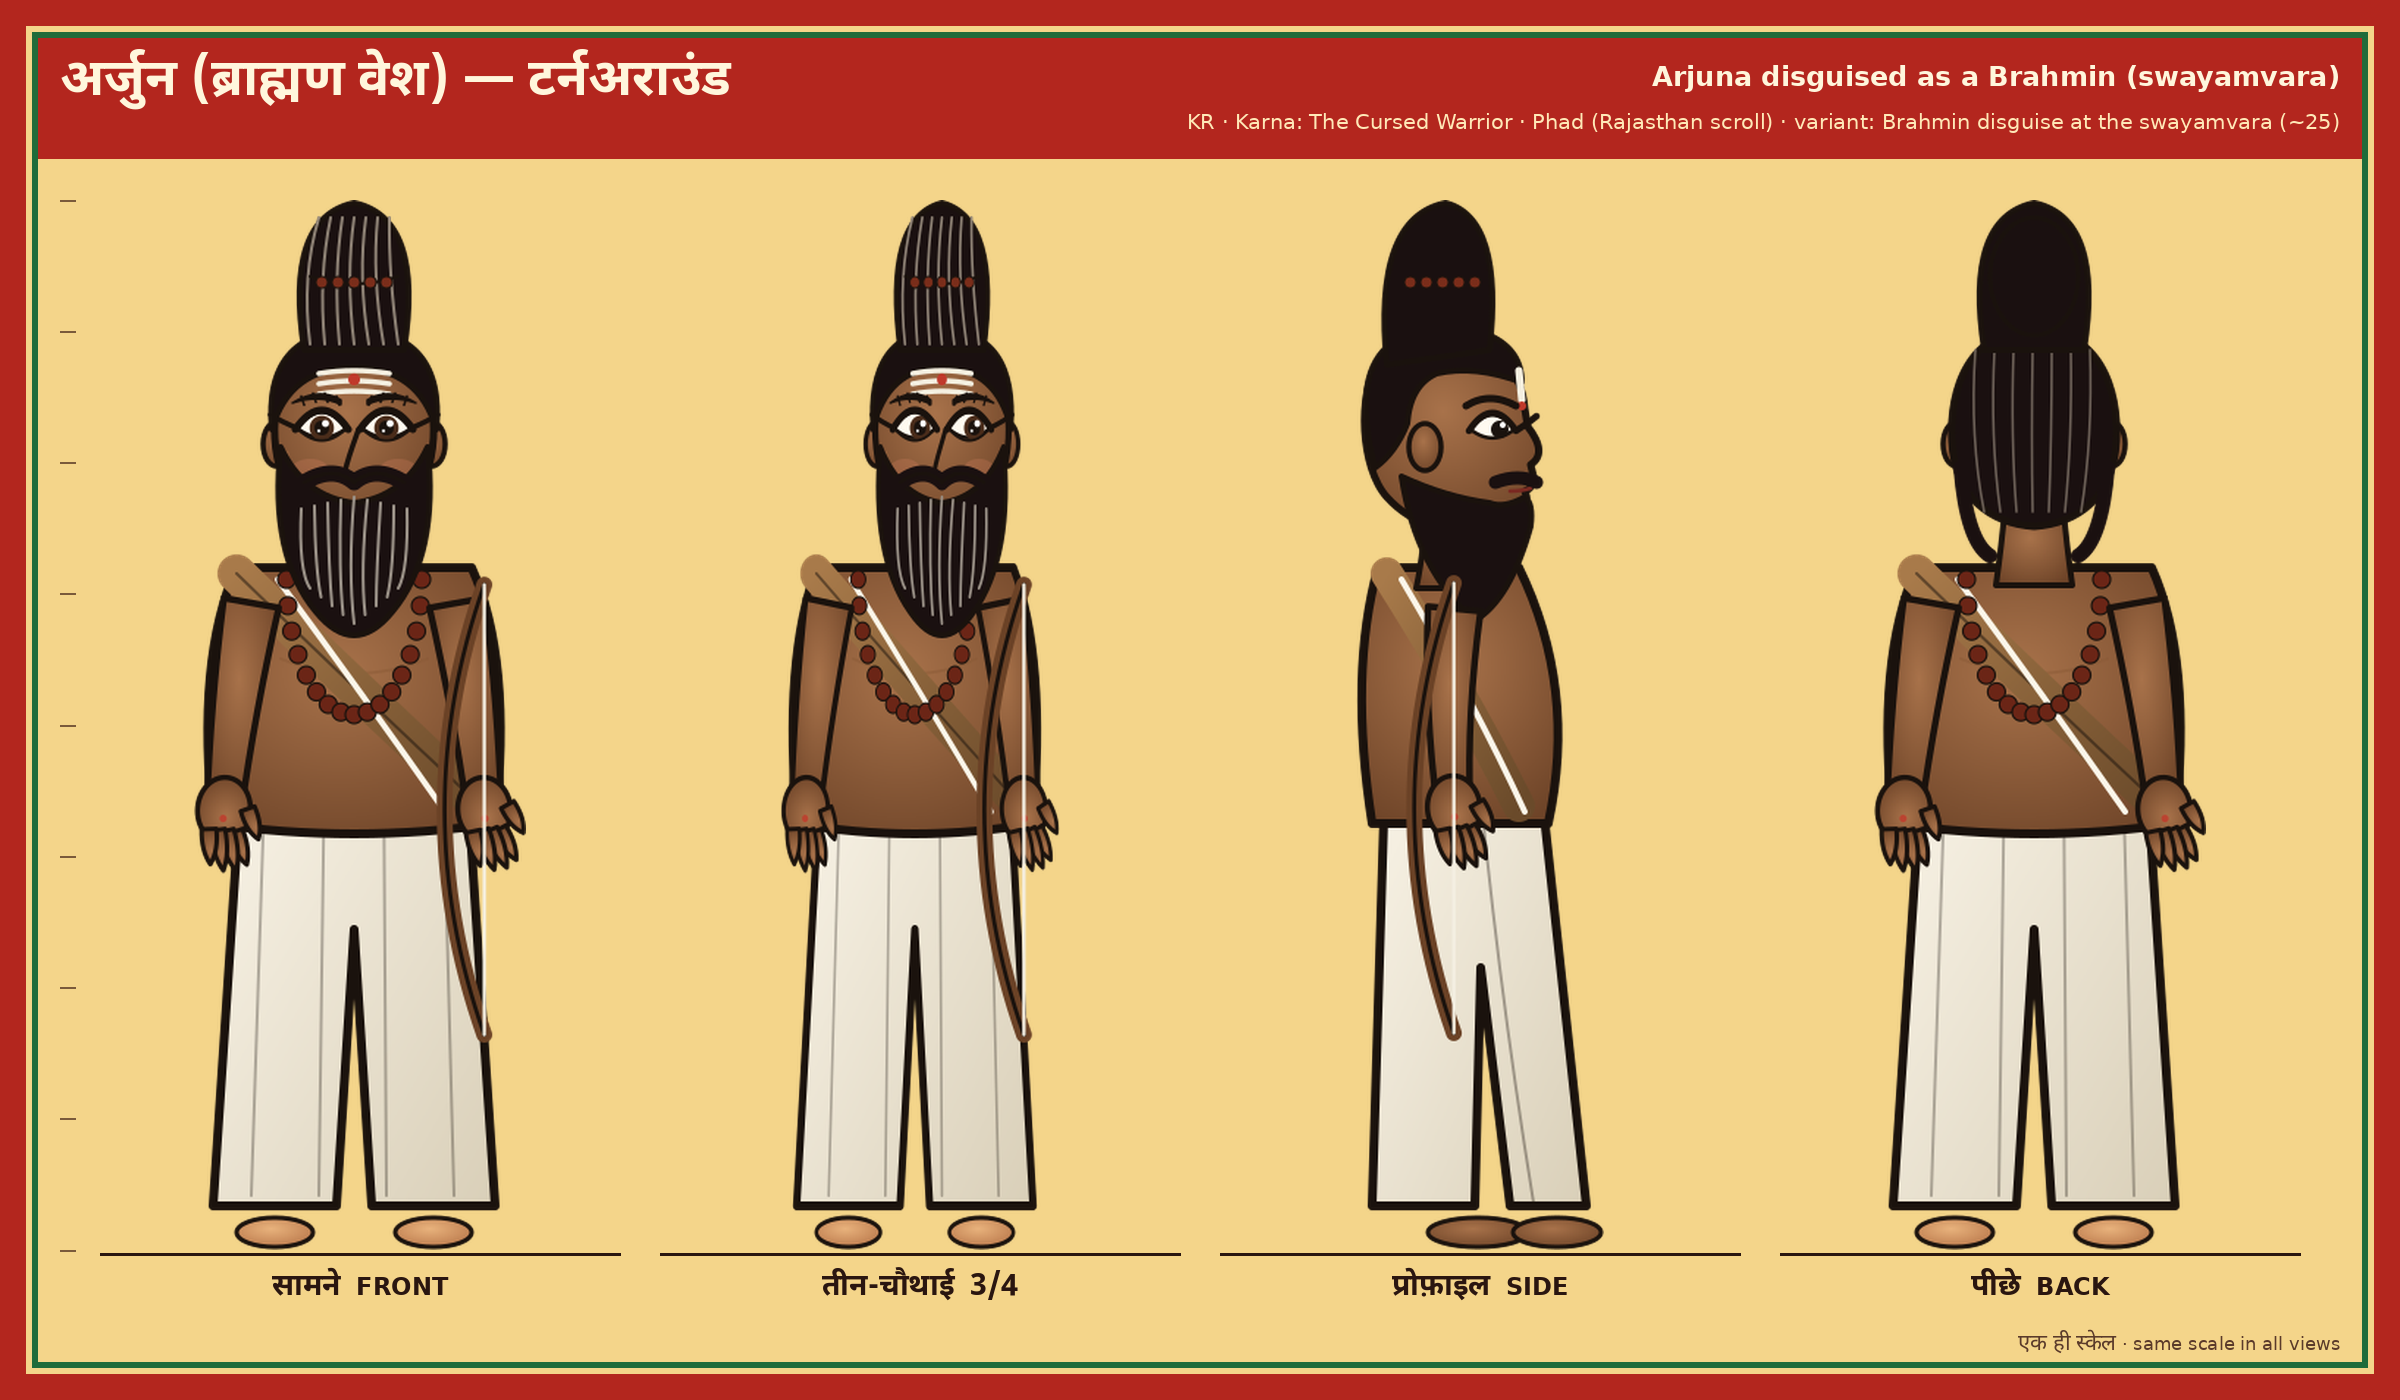 अर्जुन (ब्राह्मण वेश) — टर्नअराउंड
Arjuna disguised as a Brahmin (swayamvara)
KR · Karna: The Cursed Warrior · Phad (Rajasthan scroll) · variant: Brahmin disguise at the swayamvara (~25)
सामने FRONT
तीन-चौथाई 3/4
प्रोफ़ाइल SIDE
पीछे BACK
एक ही स्केल · same scale in all views